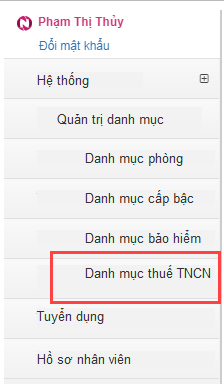 Phạm Thị Thủy
Đổi mật khẩu
Hệ thống
Quản trị danh mục
Danh mục phòng
Danh mục cấp bậc
Danh mục bảo hiểm
Danh mục thuế TNCN
Tuyển dụng
Hồ sơ nhân viên